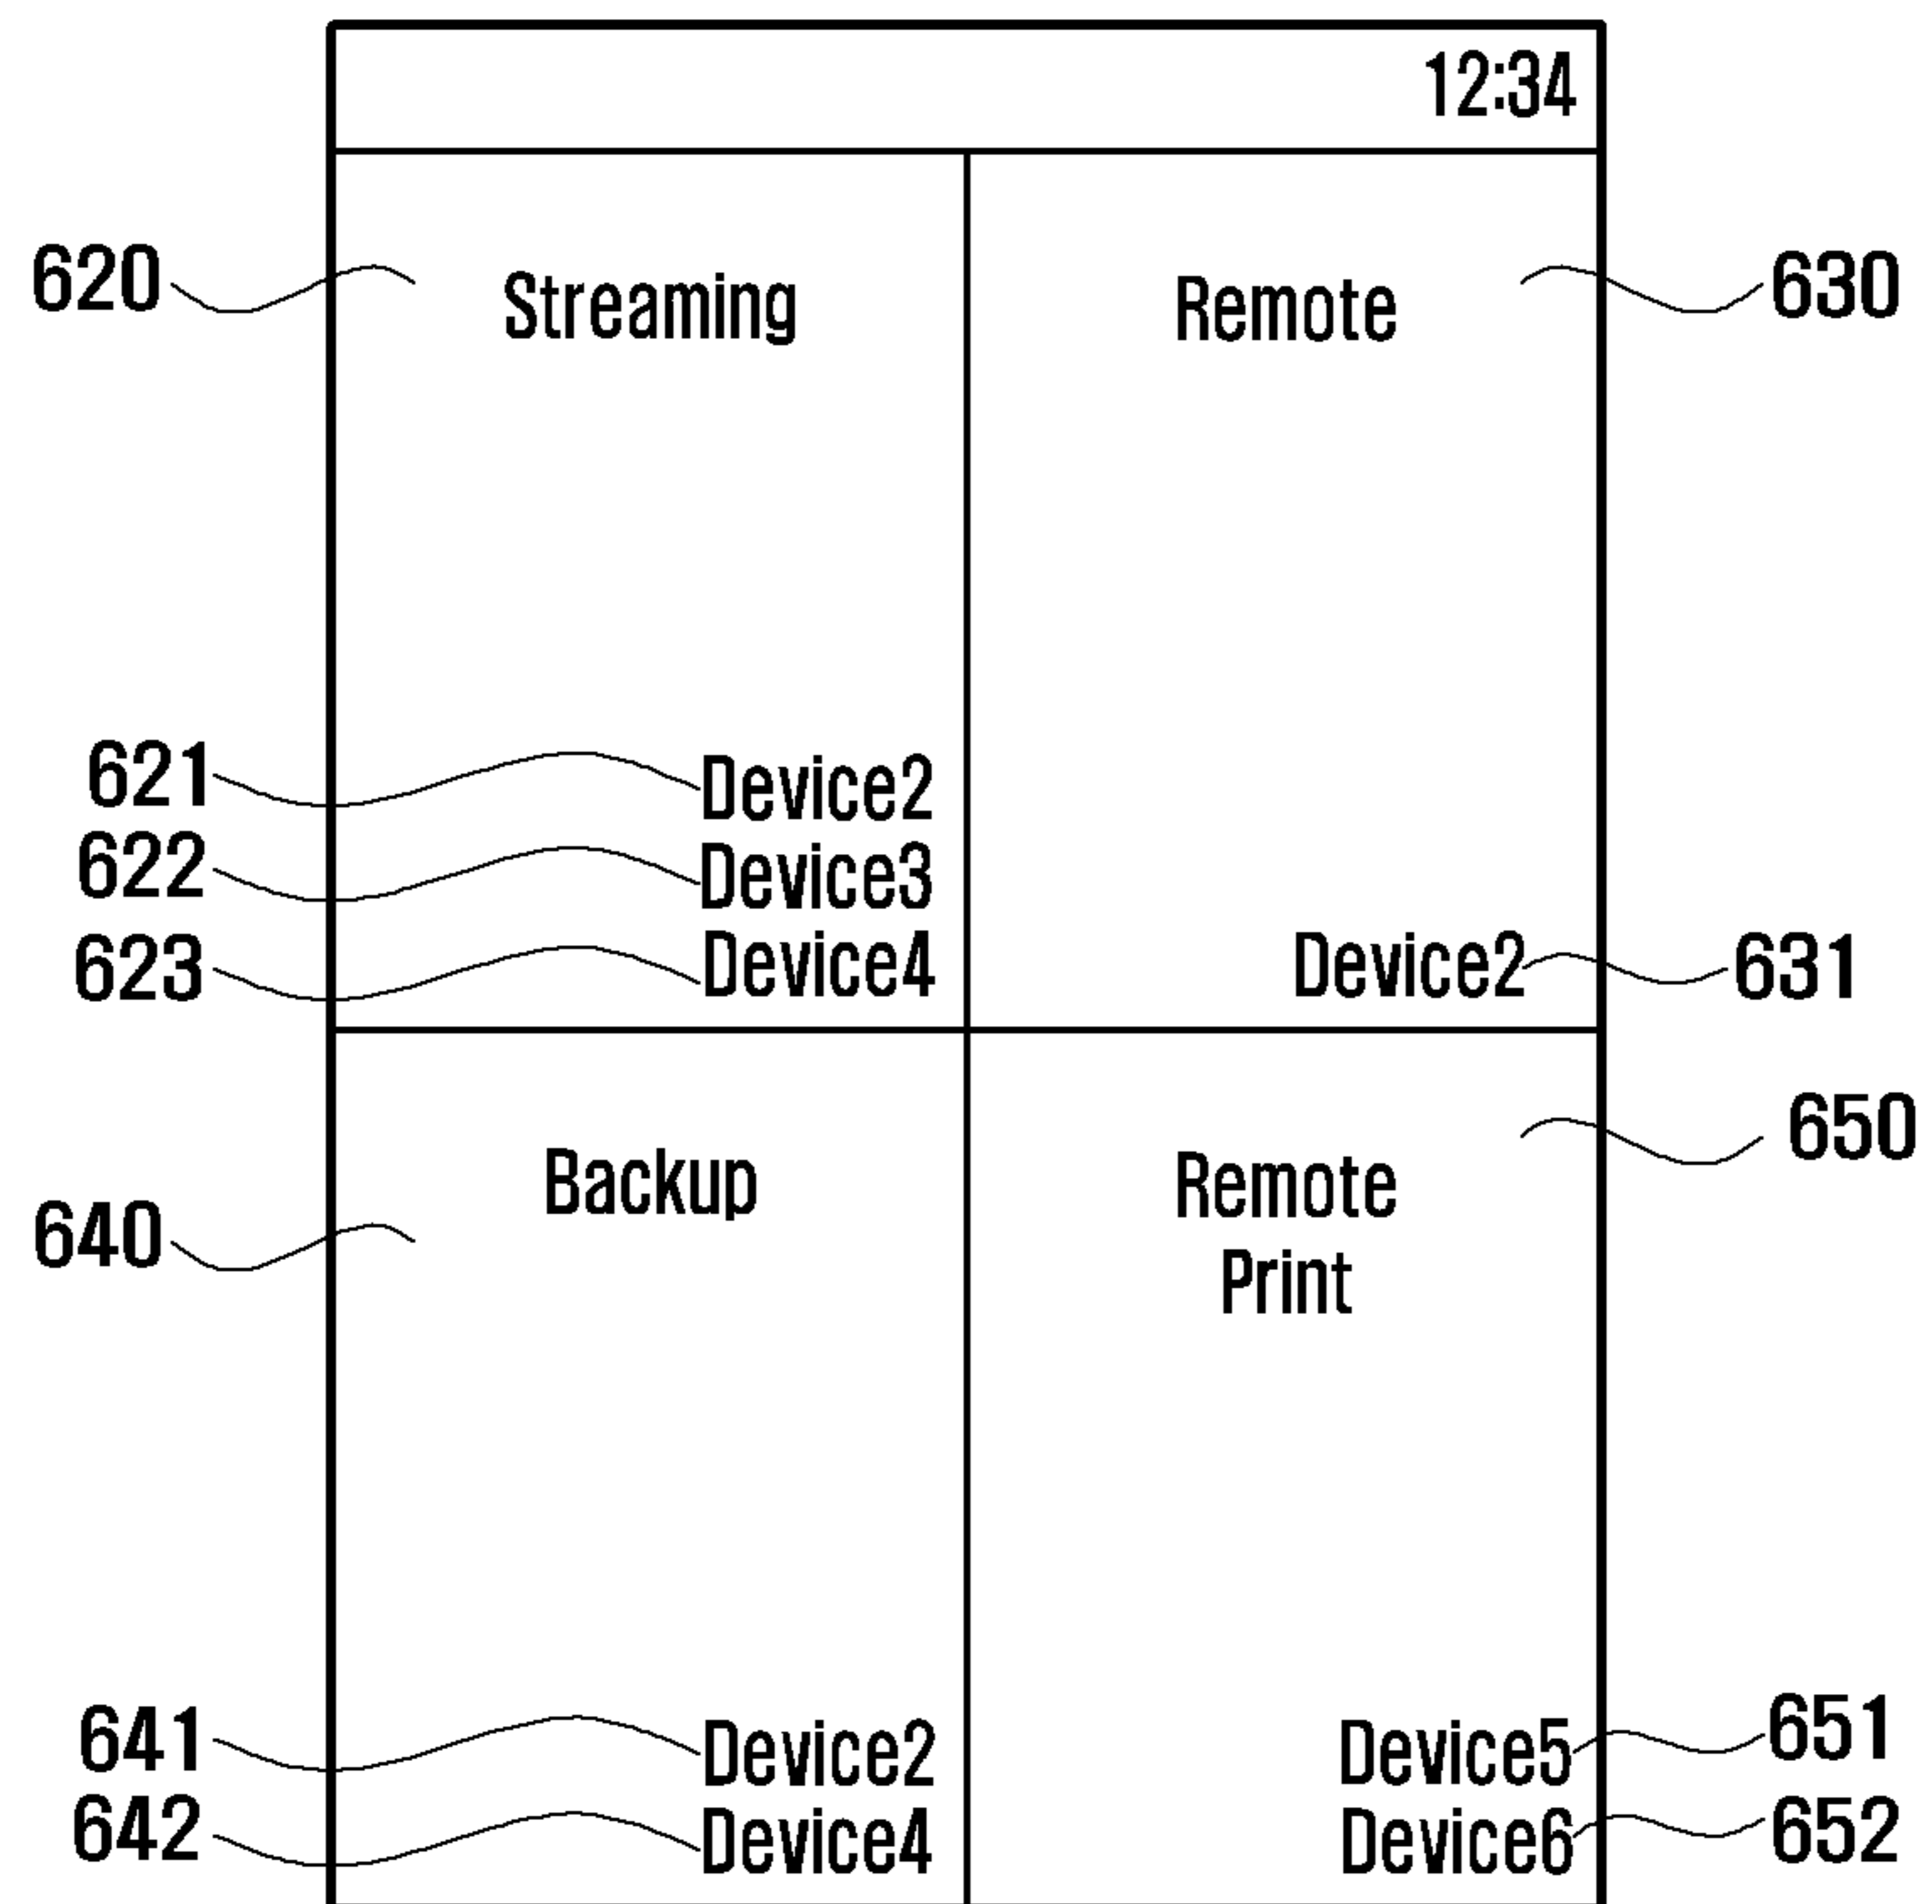 12:34
620
Streaming
Remote
630
621
Device2
622
Device3
623
Device4
Device2
631
640
Backup
Remote
Print
650
641
Device2
642
Device4
Device5
651
Device6
652